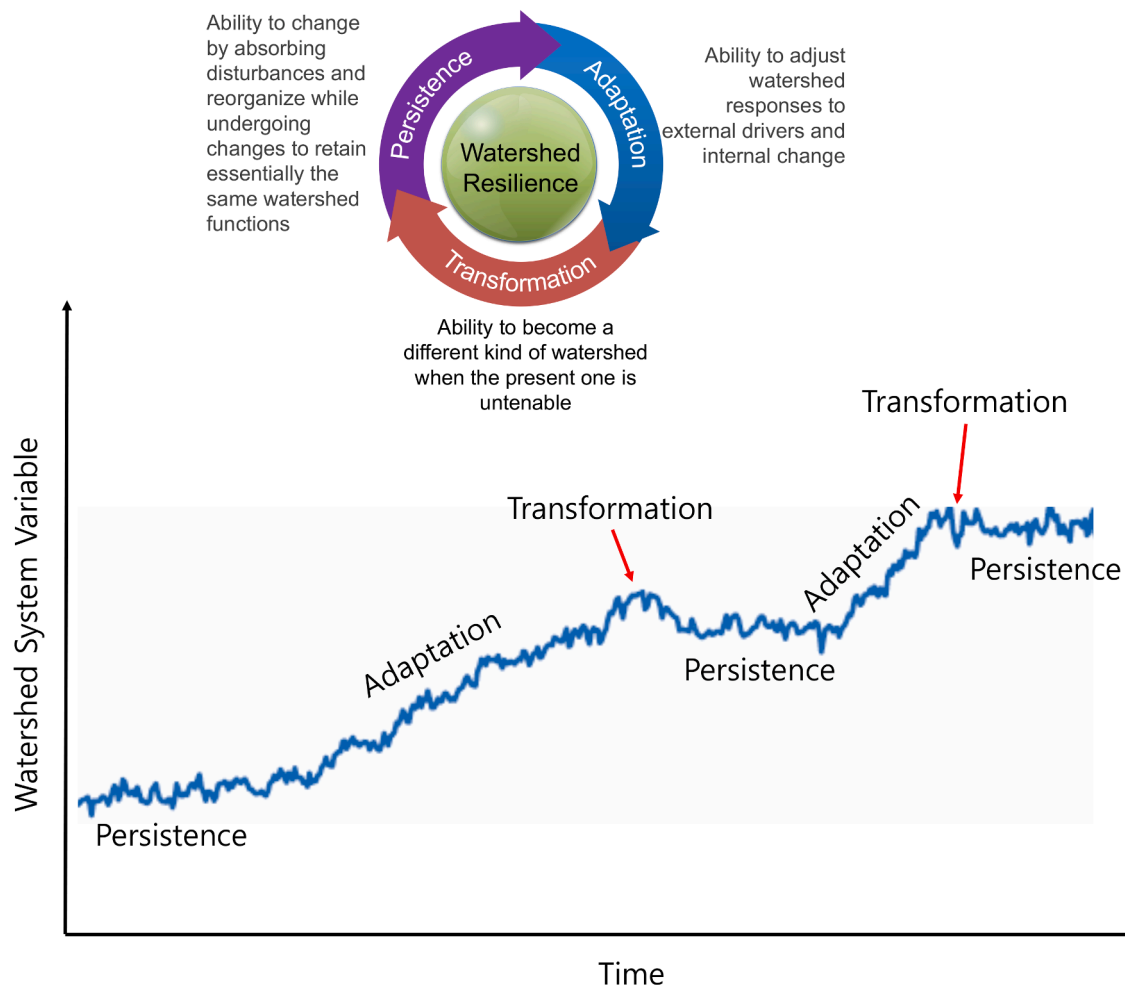 Ability to change
by absorbing
disturbances and
reorganize while
undergoing
changes to retain
essentially the
same watershed
functions
Persistence
Adaptation
Watershed
Resilience
Transformation
Ability to adjust
watershed
responses to
external drivers and
internal change
Ability to become a
different kind of watershed
when the present one is
untenable
Watershed System Variable
Persistence
Adaptation
Transformation
Persistence
Adaptation
Transformation
Persistence
Time